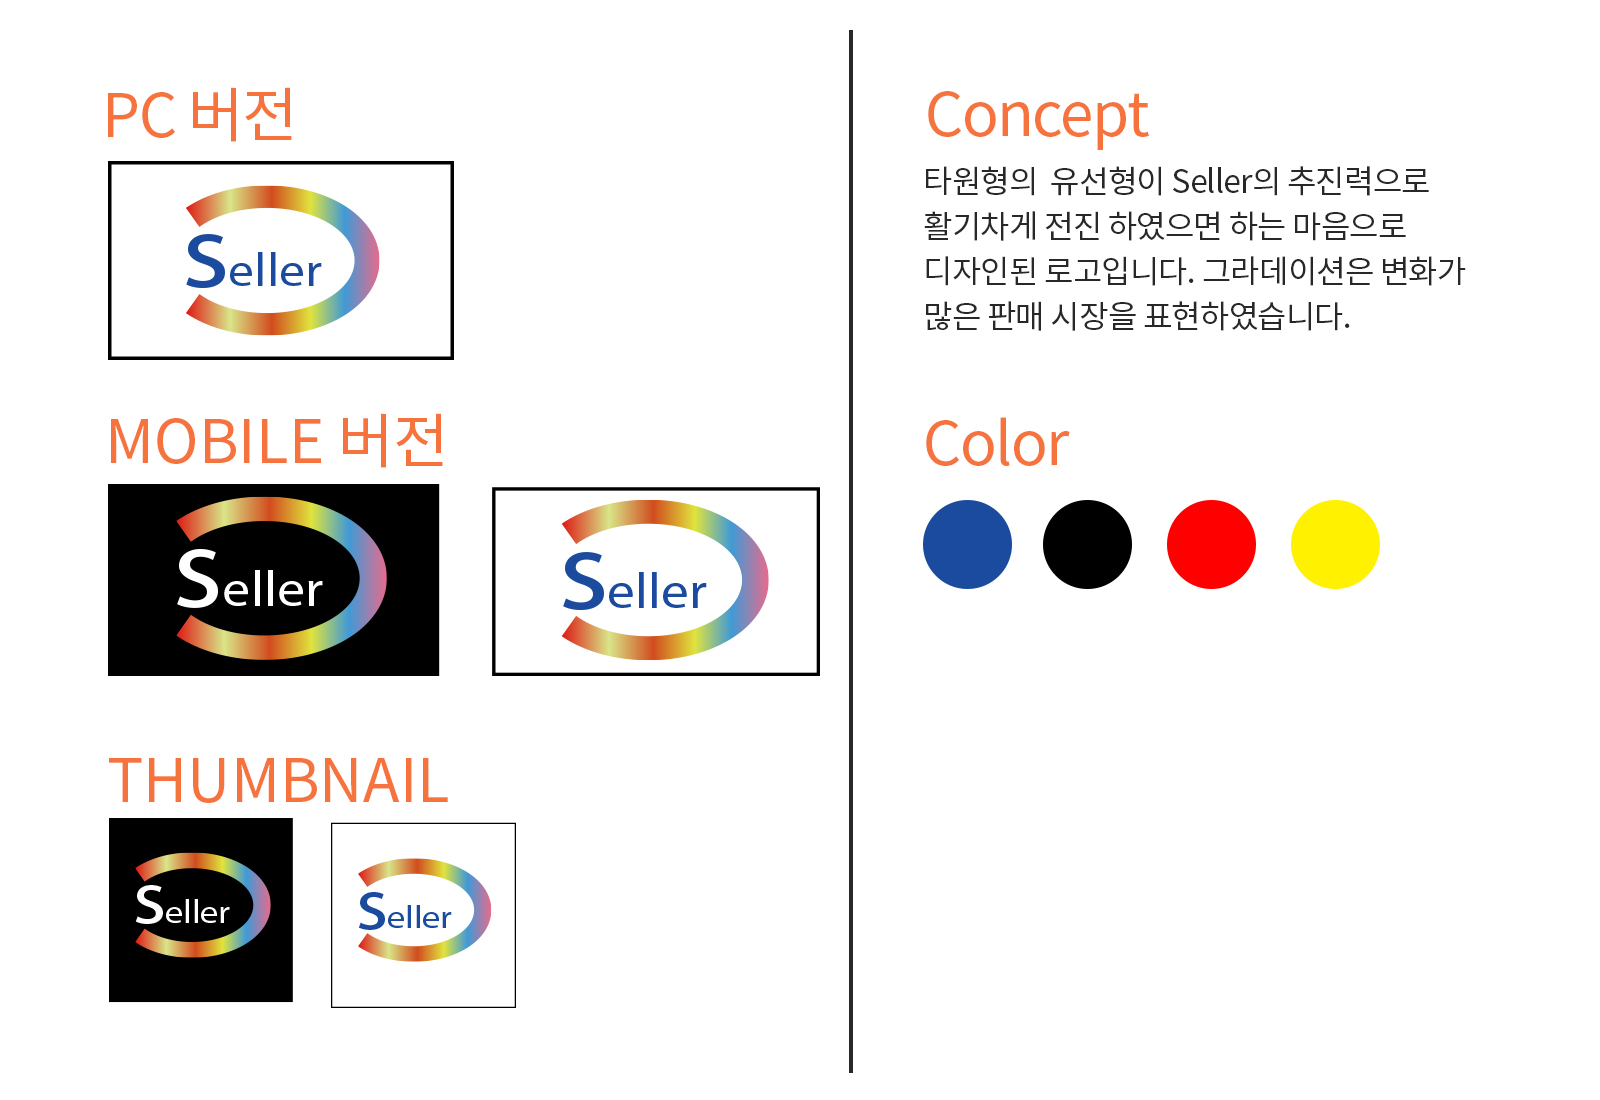 PC 버전
Seller
MOBILE 버전
Seller
Seller
THUMBNAIL
Seller
Seller
Concept
타원형의  유선형이 Seller의 추진력으로
활기차게 전진 하였으면 하는 마음으로
디자인된 로고입니다. 그라데이션은 변화가
많은 판매 시장을 표현하였습니다.
Color